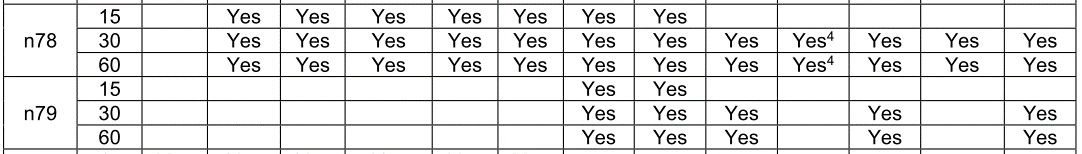 15 Yes Yes Yes Yes Yes Yes Yes
n78 30 Yes Yes Yes Yes Yes Yes Yes Yes Yes⁴ Yes Yes Yes
60 Yes Yes Yes Yes Yes Yes Yes Yes Yes⁴ Yes Yes Yes
15 Yes Yes
n79 30 Yes Yes Yes Yes Yes
60 Yes Yes Yes Yes Yes